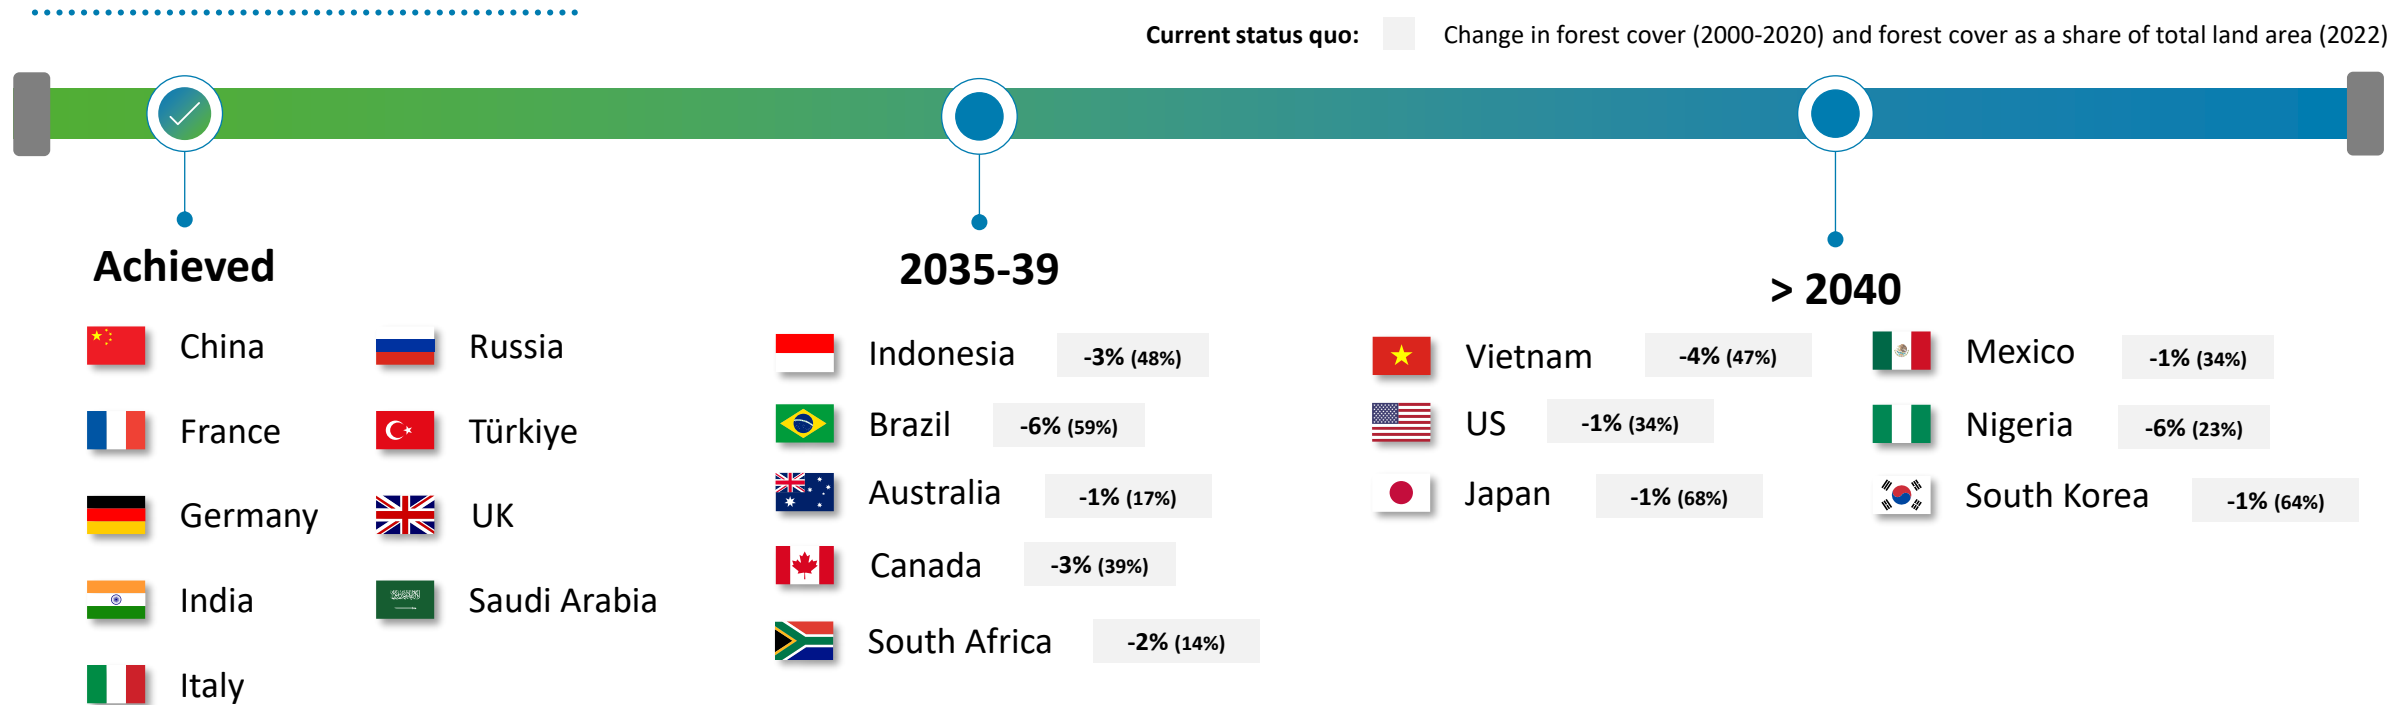 Current status quo: Change in forest cover (2000-2020) and forest cover as a share of total land area (2022)
Achieved
China
France
Germany
India
Italy
Russia
Türkiye
UK
Saudi Arabia
2035-39
Indonesia -3% (48%)
Brazil -6% (59%)
Australia -1% (17%)
Canada -3% (39%)
South Africa -2% (14%)
> 2040
Vietnam -4% (47%)
US -1% (34%)
Japan -1% (68%)
Mexico -1% (34%)
Nigeria -6% (23%)
South Korea -1% (64%)